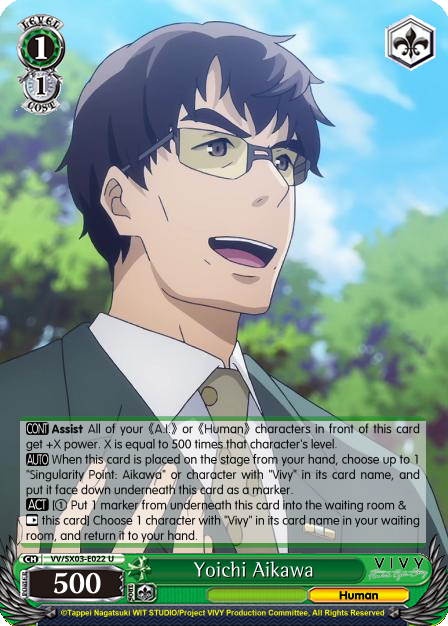 LEVEL
1
1
COST
CONT Assist All of your 《A.I.》 or 《Human》 characters in front of this card
get +X power. X is equal to 500 times that character's level.
AUTO When this card is placed on the stage from your hand, choose up to 1
"Singularity Point: Aikawa" or character with "Vivy" in its card name, and
put it face down underneath this card as a marker.
ACT [① Put 1 marker from underneath this card into the waiting room &
this card] Choose 1 character with "Vivy" in its card name in your waiting
room, and return it to your hand.
CH VV/SX03-E022 U
POWER
500
SOUL
Yoichi Aikawa
VIVY
Human
©Tappei Nagatsuki WIT STUDIO/Project VIVY Production Committee, All Rights Reserved